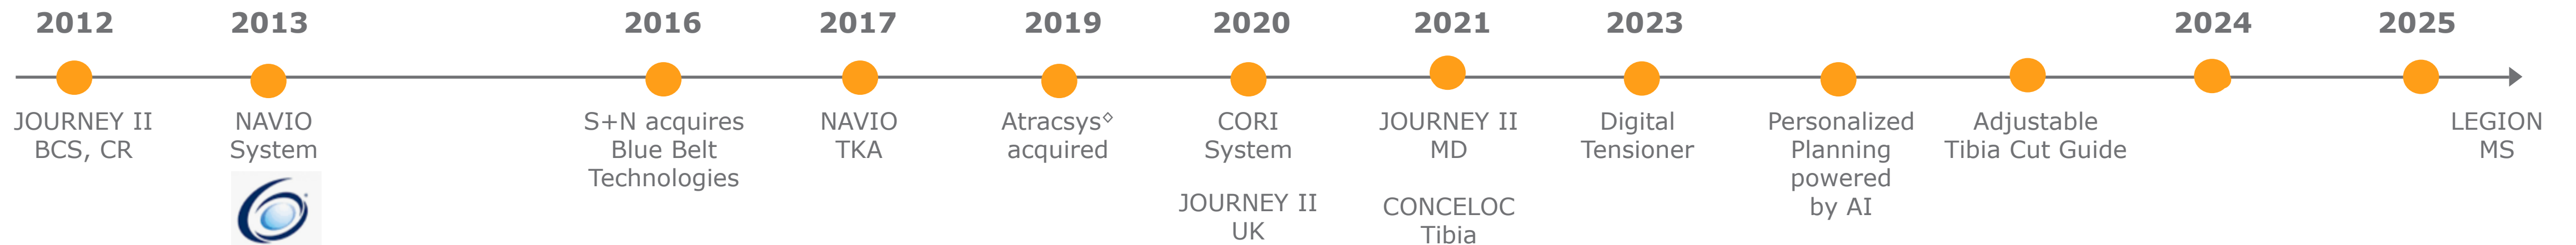 2012 2013 2016 2017 2019 2020 2021 2023 2024 2025
JOURNEY II
BCS, CR
NAVIO
System
S+N acquires
Blue Belt
Technologies
NAVIO
TKA
Atracsys◊
acquired
CORI
System
JOURNEY II
UK
JOURNEY II
MD
CONCELOC
Tibia
Digital
Tensioner
Personalized
Planning
powered
by AI
Adjustable
Tibia Cut Guide
LEGION
MS